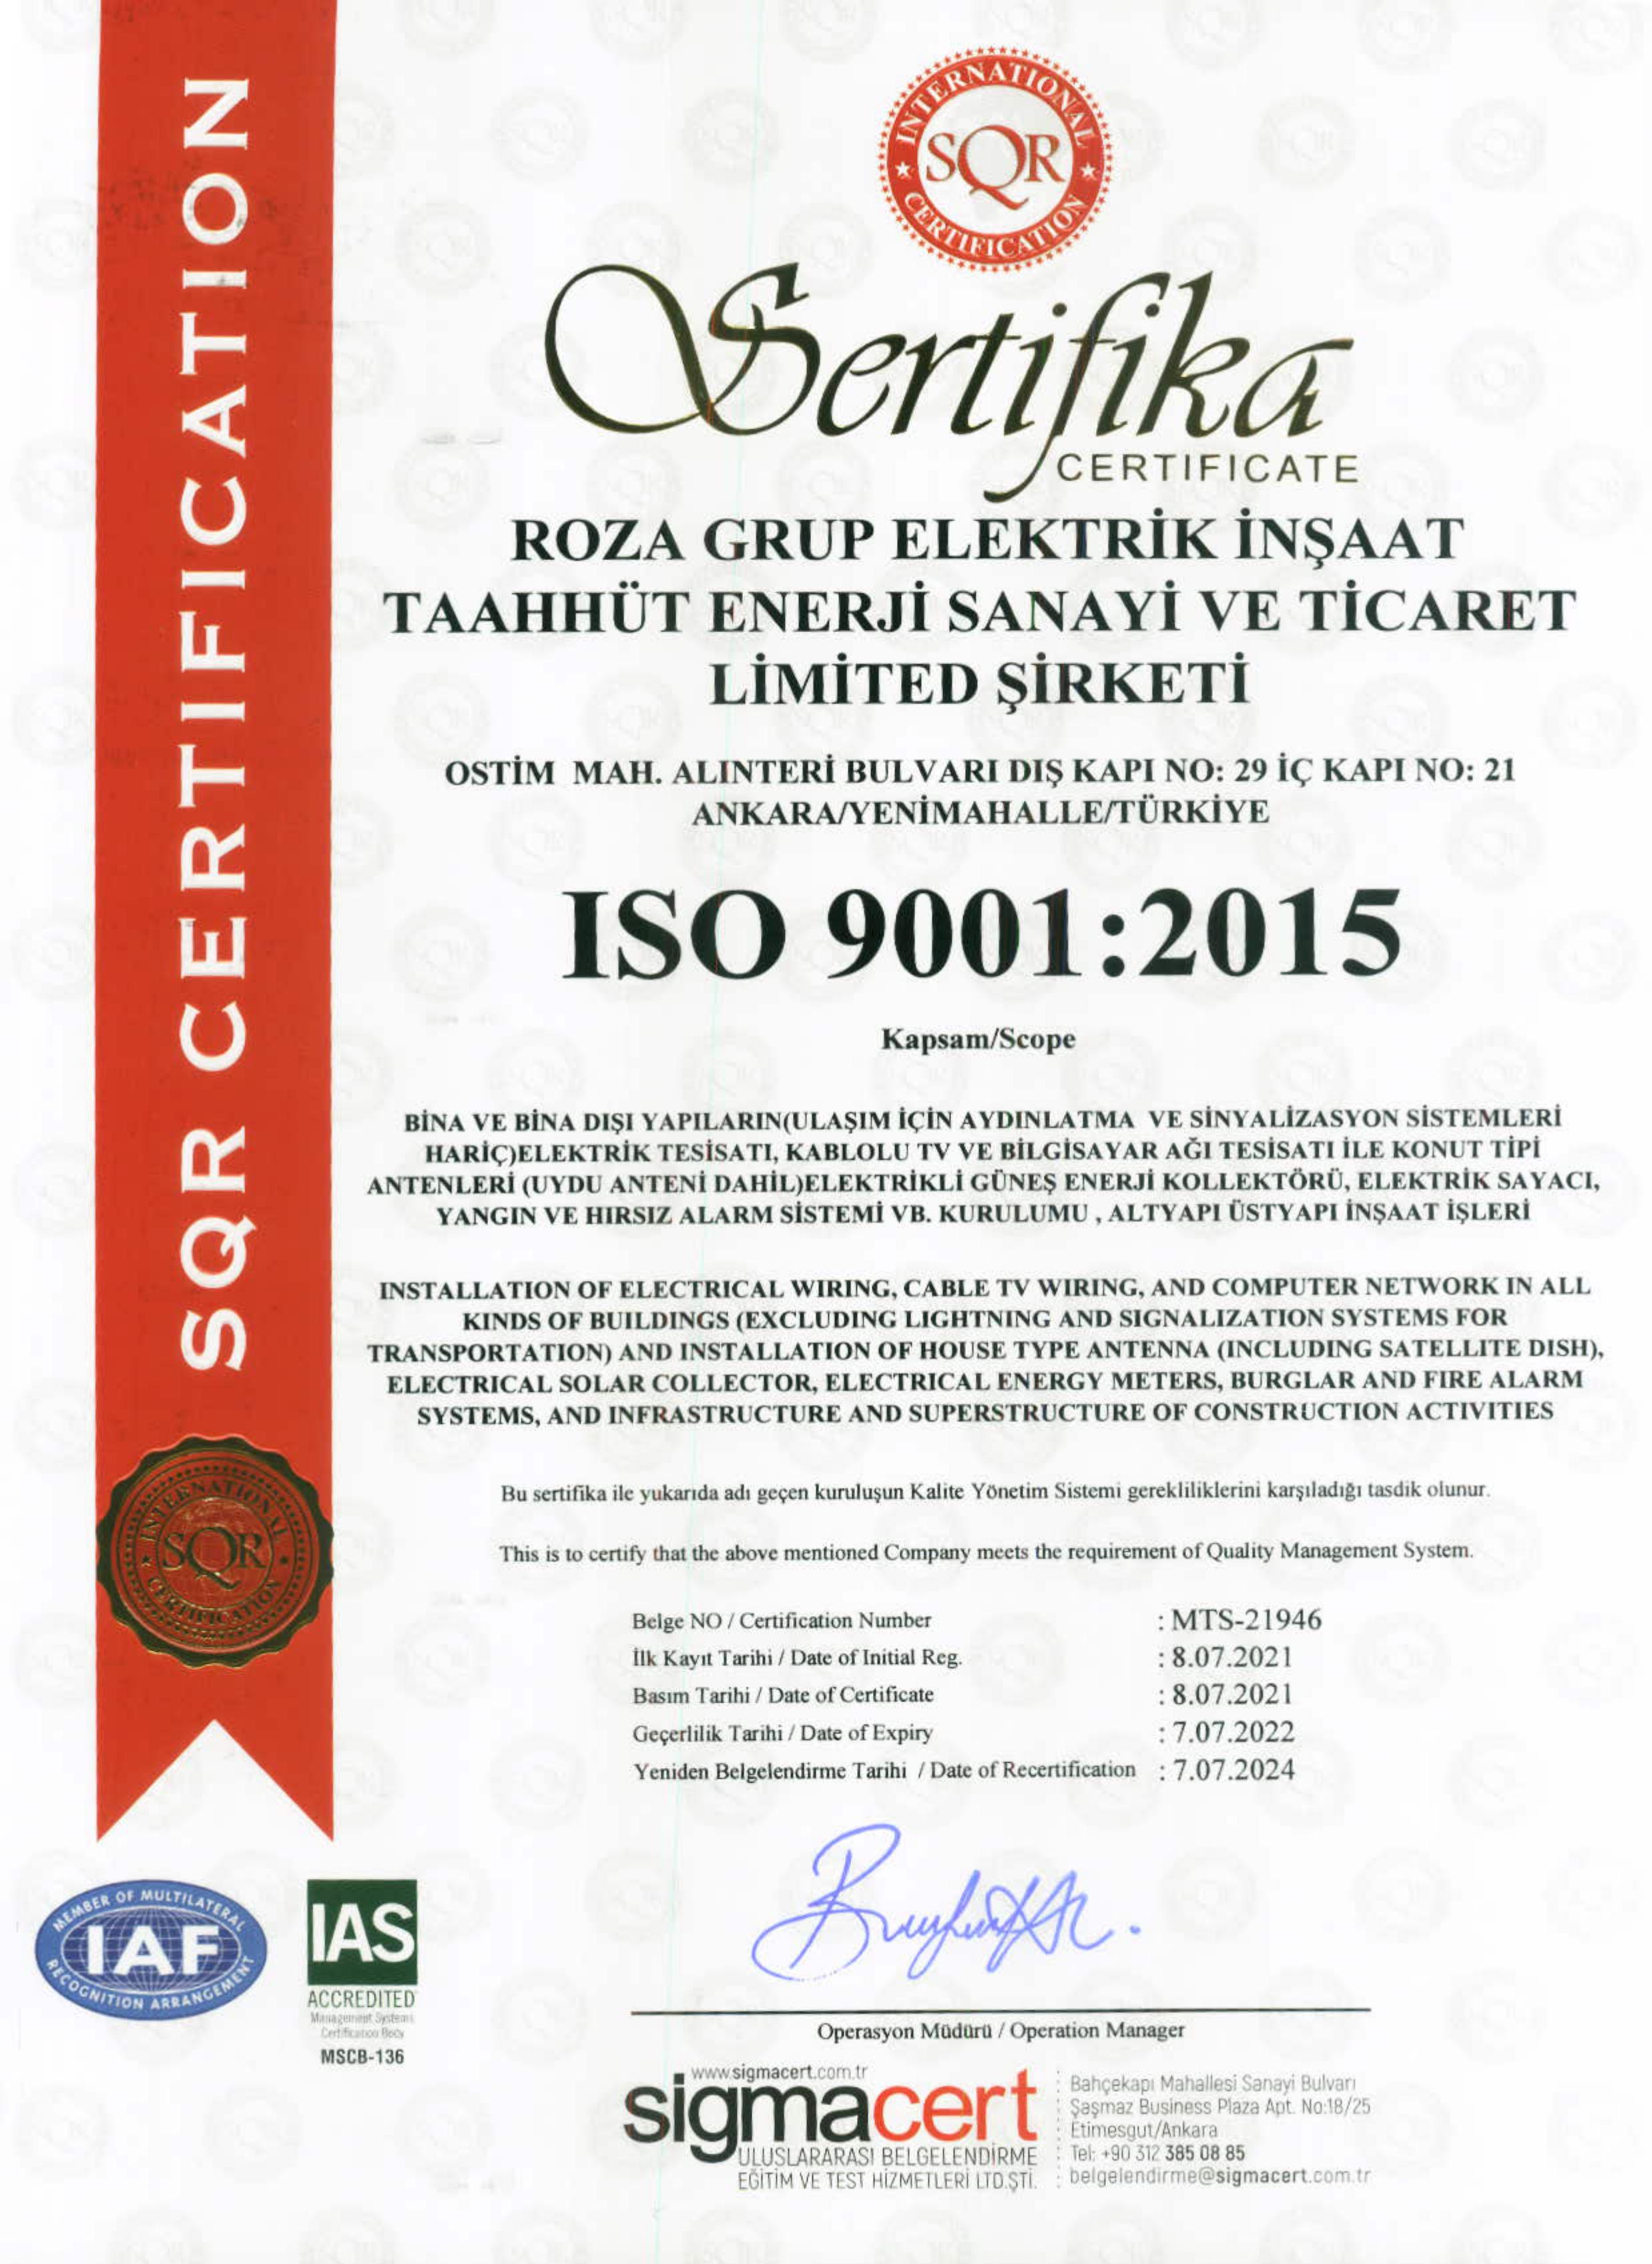 SQR CERTIFICATION
INTERNATIONAL
SQR
CERTIFICATION
Sertifika
CERTIFICATE
ROZA GRUP ELEKTRİK İNŞAAT
TAAHHÜT ENERJİ SANAYİ VE TİCARET
LİMİTED ŞİRKETİ
OSTİM MAH. ALINTERİ BULVARI DIŞ KAPI NO: 29 İÇ KAPI NO: 21
ANKARA/YENİMAHALLE/TÜRKİYE
ISO 9001:2015
Kapsam/Scope
BİNA VE BİNA DIŞI YAPILARIN(ULAŞIM İÇİN AYDINLATMA VE SİNYALİZASYON SİSTEMLERİ
HARİÇ)ELEKTRİK TESİSATI, KABLOLU TV VE BİLGİSAYAR AĞI TESİSATI İLE KONUT TİPİ
ANTENLERİ (UYDU ANTENİ DAHİL)ELEKTRİKLİ GÜNEŞ ENERJİ KOLLEKTÖRÜ, ELEKTRİK SAYACI,
YANGIN VE HIRSIZ ALARM SİSTEMİ VB. KURULUMU , ALTYAPI ÜSTYAPI İNŞAAT İŞLERİ
INSTALLATION OF ELECTRICAL WIRING, CABLE TV WIRING, AND COMPUTER NETWORK IN ALL
KINDS OF BUILDINGS (EXCLUDING LIGHTNING AND SIGNALIZATION SYSTEMS FOR
TRANSPORTATION) AND INSTALLATION OF HOUSE TYPE ANTENNA (INCLUDING SATELLITE DISH),
ELECTRICAL SOLAR COLLECTOR, ELECTRICAL ENERGY METERS, BURGLAR AND FIRE ALARM
SYSTEMS, AND INFRASTRUCTURE AND SUPERSTRUCTURE OF CONSTRUCTION ACTIVITIES
INTERNATIONAL
SQR
CERTIFICATION
Bu sertifika ile yukarıda adı geçen kuruluşun Kalite Yönetim Sistemi gerekliliklerini karşıladığı tasdik olunur.
This is to certify that the above mentioned Company meets the requirement of Quality Management System.
Belge NO / Certification Number : MTS-21946
İlk Kayıt Tarihi / Date of Initial Reg. : 8.07.2021
Basım Tarihi / Date of Certificate : 8.07.2021
Geçerlilik Tarihi / Date of Expiry : 7.07.2022
Yeniden Belgelendirme Tarihi / Date of Recertification : 7.07.2024
MEMBER OF MULTILATERAL
IAF
RECOGNITION ARRANGEMENT
IAS
ACCREDITED
Management Systems
Certification Body
MSCB-136
Operasyon Müdürü / Operation Manager
www.sigmacert.com.tr
sigmacert
ULUSLARARASI BELGELENDİRME
EĞİTİM VE TEST HİZMETLERİ LTD.ŞTİ.
Bahçekapı Mahallesi Sanayi Bulvarı
Şaşmaz Business Plaza Apt. No:18/25
Etimesgut/Ankara
Tel: +90 312 385 08 85
belgelendirme@sigmacert.com.tr